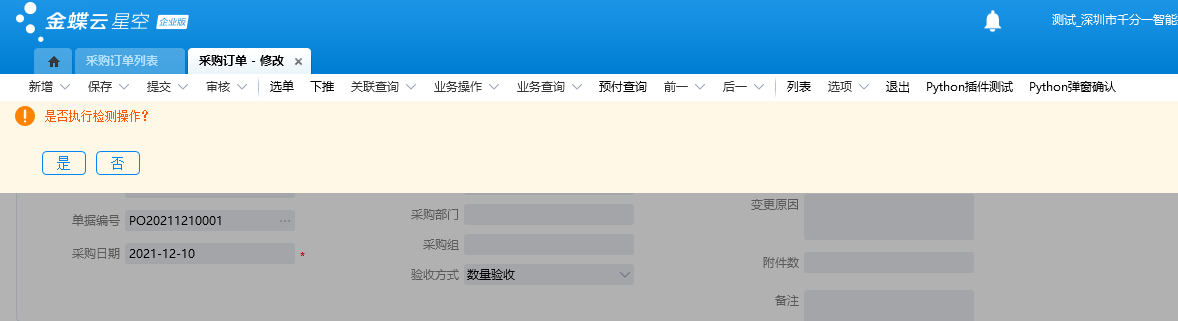 金蝶云 星空 企业版
测试_深圳市千分一智能
采购订单列表 采购订单 - 修改
新增 保存 提交 审核 选单 下推 关联查询 业务操作 业务查询 预付查询 前一 后一 列表 选项 退出 Python插件测试 Python弹窗确认
是否执行检测操作？
是 否
单据编号 PO20211210001
采购日期 2021-12-10 *
采购部门
采购组
验收方式 数量验收
变更原因
附件数
备注